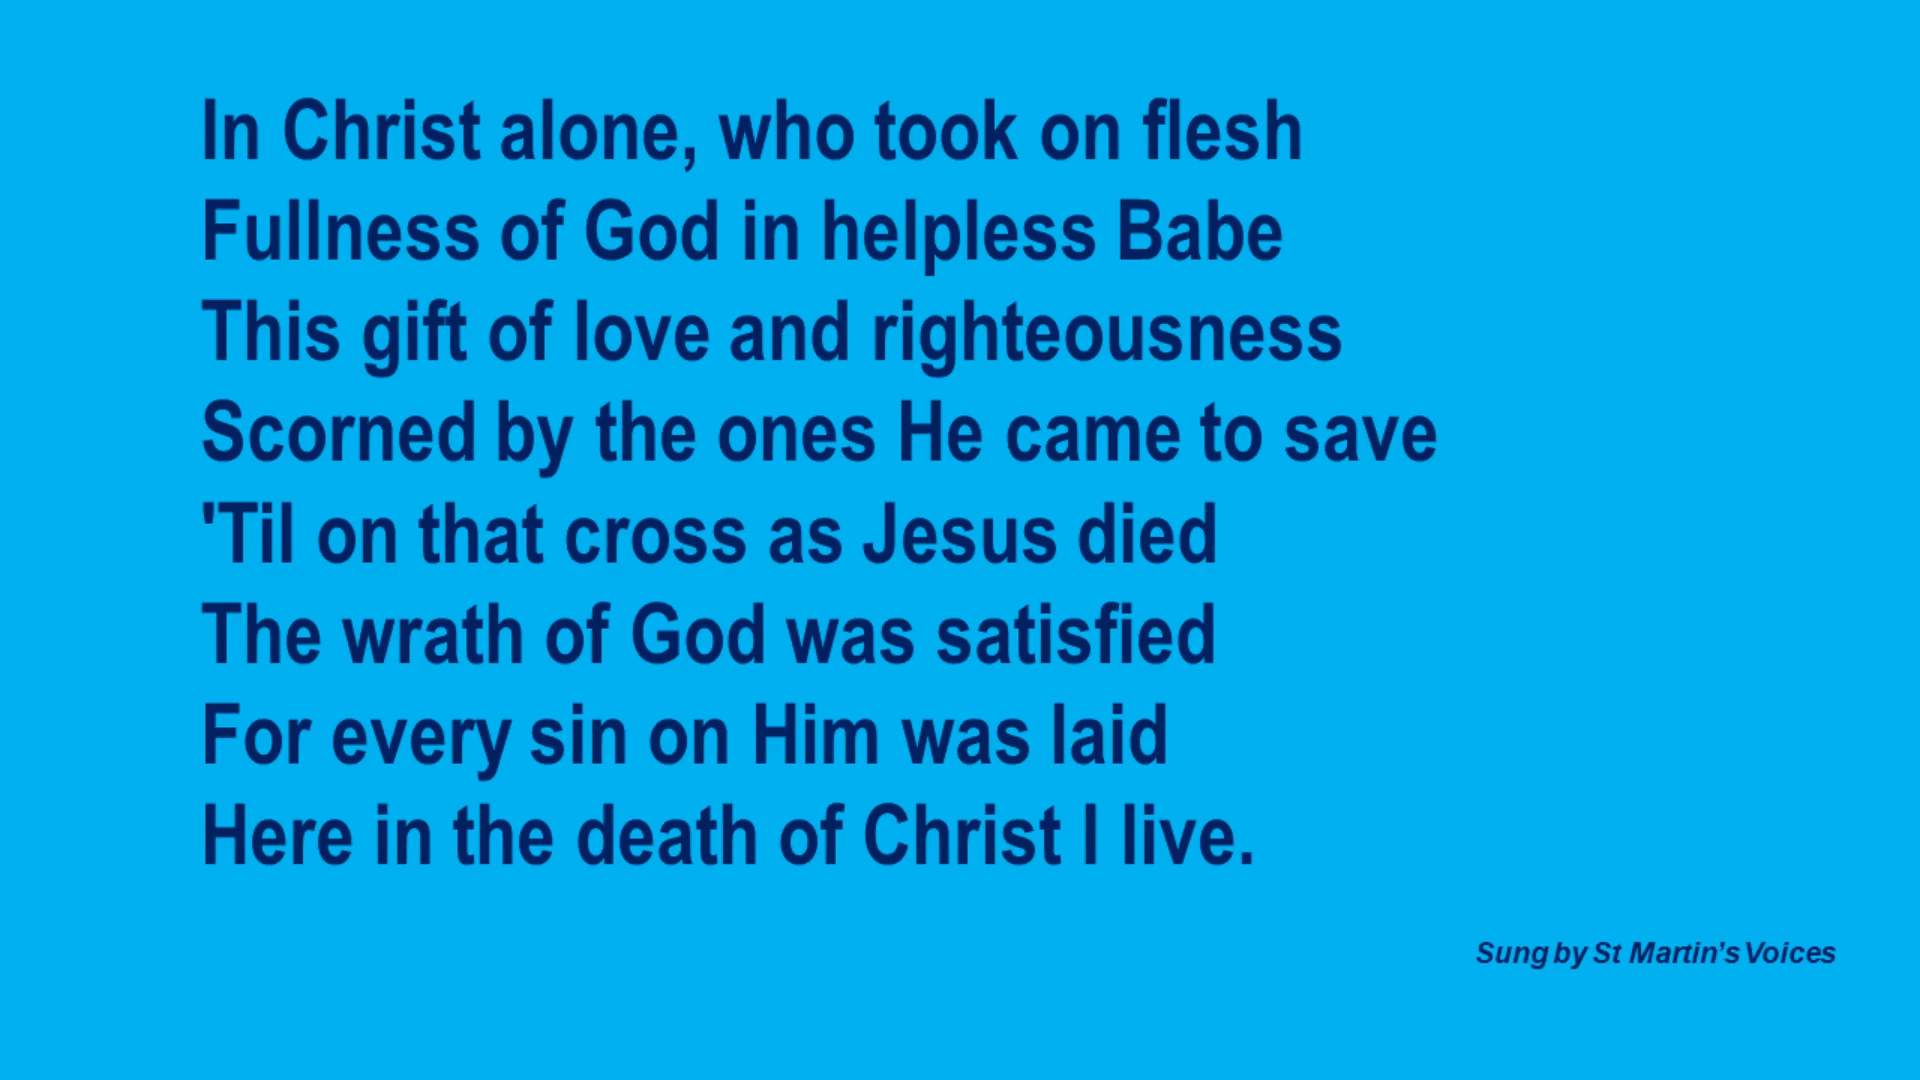 In Christ alone, who took on flesh
Fullness of God in helpless Babe
This gift of love and righteousness
Scorned by the ones He came to save
'Til on that cross as Jesus died
The wrath of God was satisfied
For every sin on Him was laid
Here in the death of Christ I live.
Sung by St Martin’s Voices